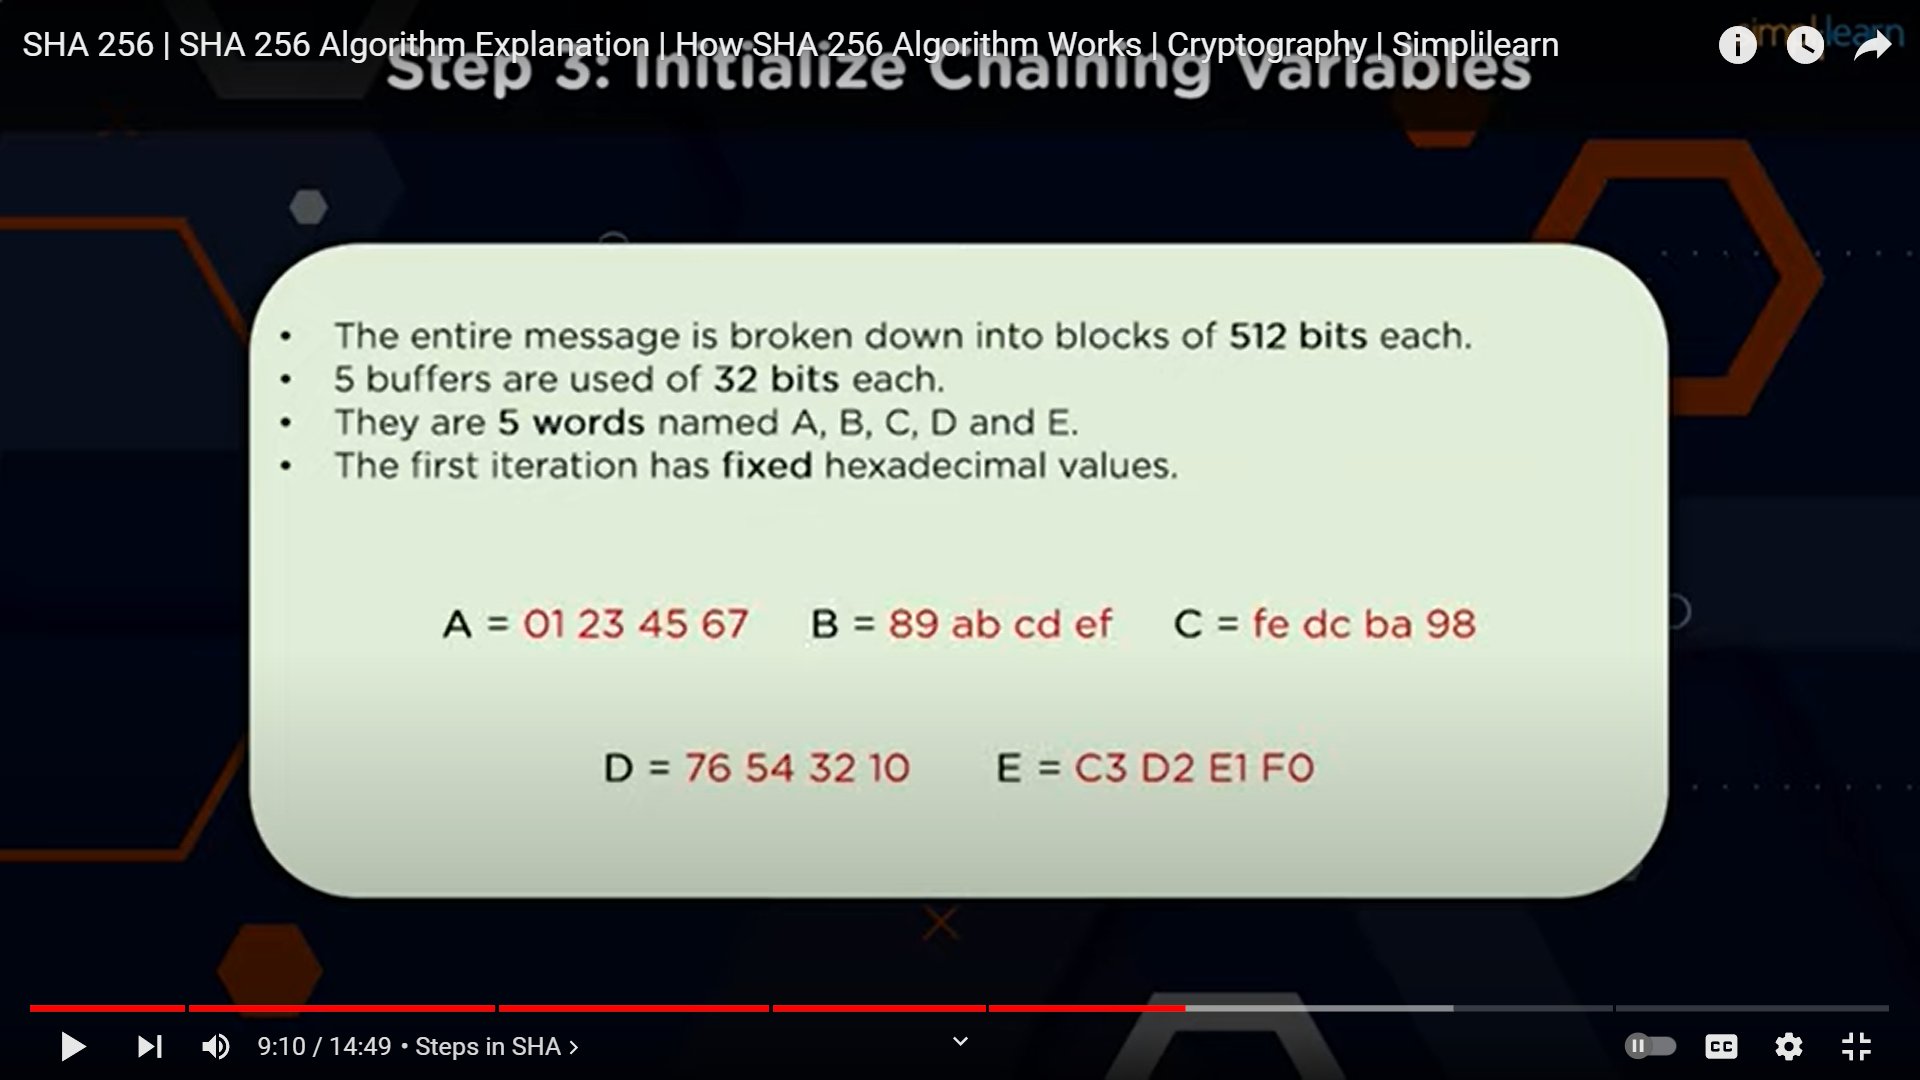 SHA 256 | SHA 256 Algorithm Explanation | How SHA 256 Algorithm Works | Cryptography | Simplilearn
simplilearn
Step 3: Initialize Chaining Variables
• The entire message is broken down into blocks of 512 bits each.
• 5 buffers are used of 32 bits each.
• They are 5 words named A, B, C, D and E.
• The first iteration has fixed hexadecimal values.
A = 01 23 45 67 B = 89 ab cd ef C = fe dc ba 98
D = 76 54 32 10 E = C3 D2 E1 F0
9:10 / 14:49 • Steps in SHA >
CC